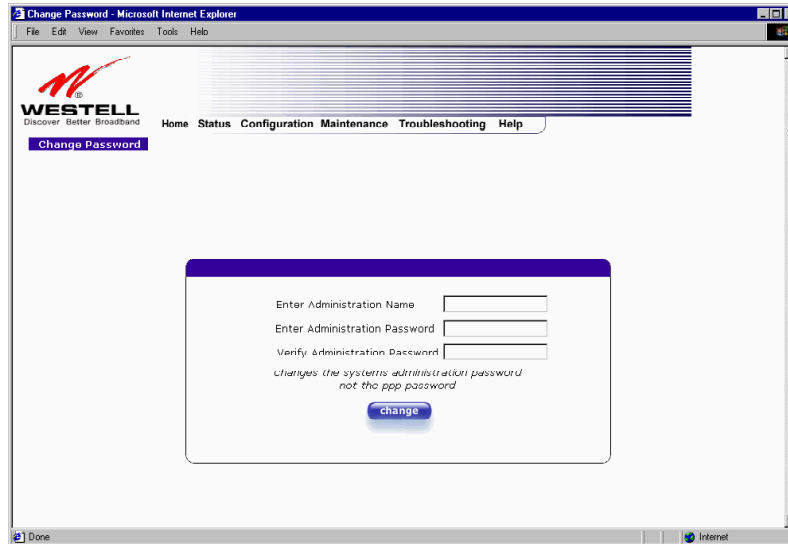 Change Password - Microsoft Internet Explorer
File Edit View Favorites Tools Help
WESTELL
Discover Better Broadband
Home Status Configuration Maintenance Troubleshooting Help
Change Password
Enter Administration Name
Enter Administration Password
Verify Administration Password
changes the systems administration password
not the ppp password
change
Done
Internet